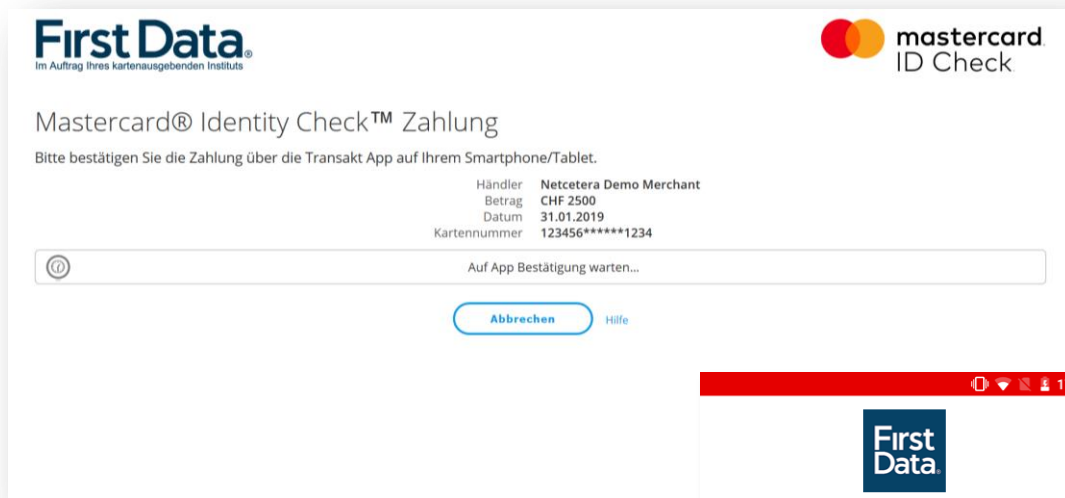 First Data®
Im Auftrag Ihres kartenausgebenden Instituts
mastercard
ID Check
Mastercard® Identity Check™ Zahlung
Bitte bestätigen Sie die Zahlung über die Transakt App auf Ihrem Smartphone/Tablet.
Händler Netcetera Demo Merchant
Betrag CHF 2500
Datum 31.01.2019
Kartennummer 123456******1234
Auf App Bestätigung warten...
Abbrechen Hilfe
1
First
Data®